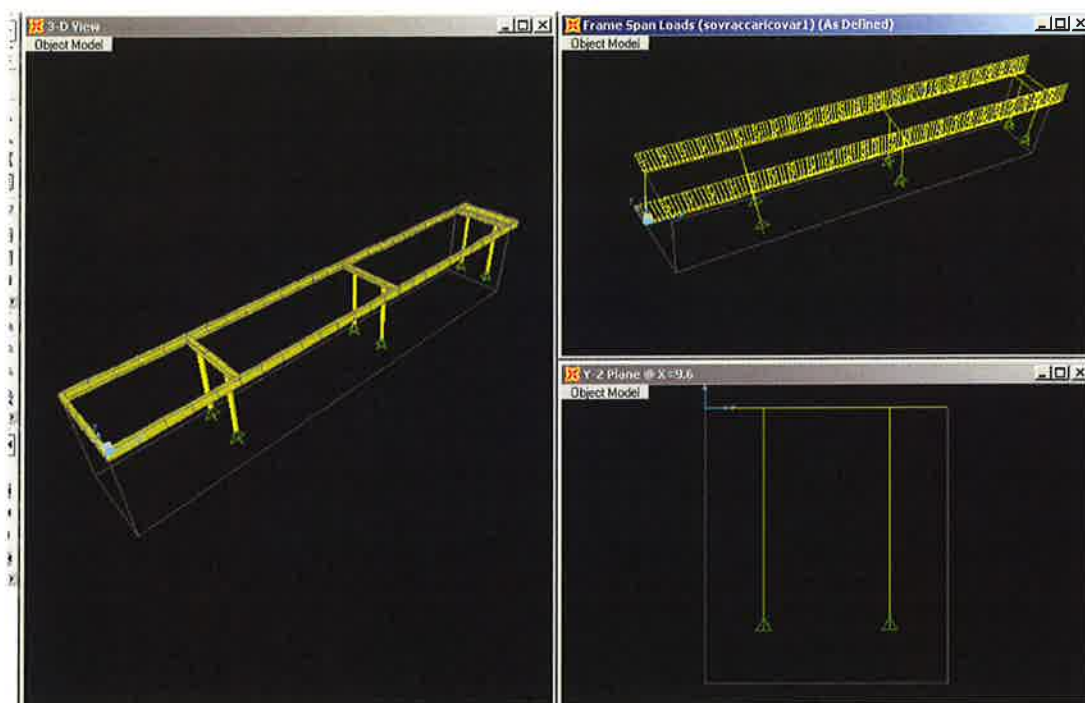 3-D View
Object Model
Frame Span Loads (sovraccaricovar1) (As Defined)
Object Model
Y-Z Plane @ X=9.6
Object Model